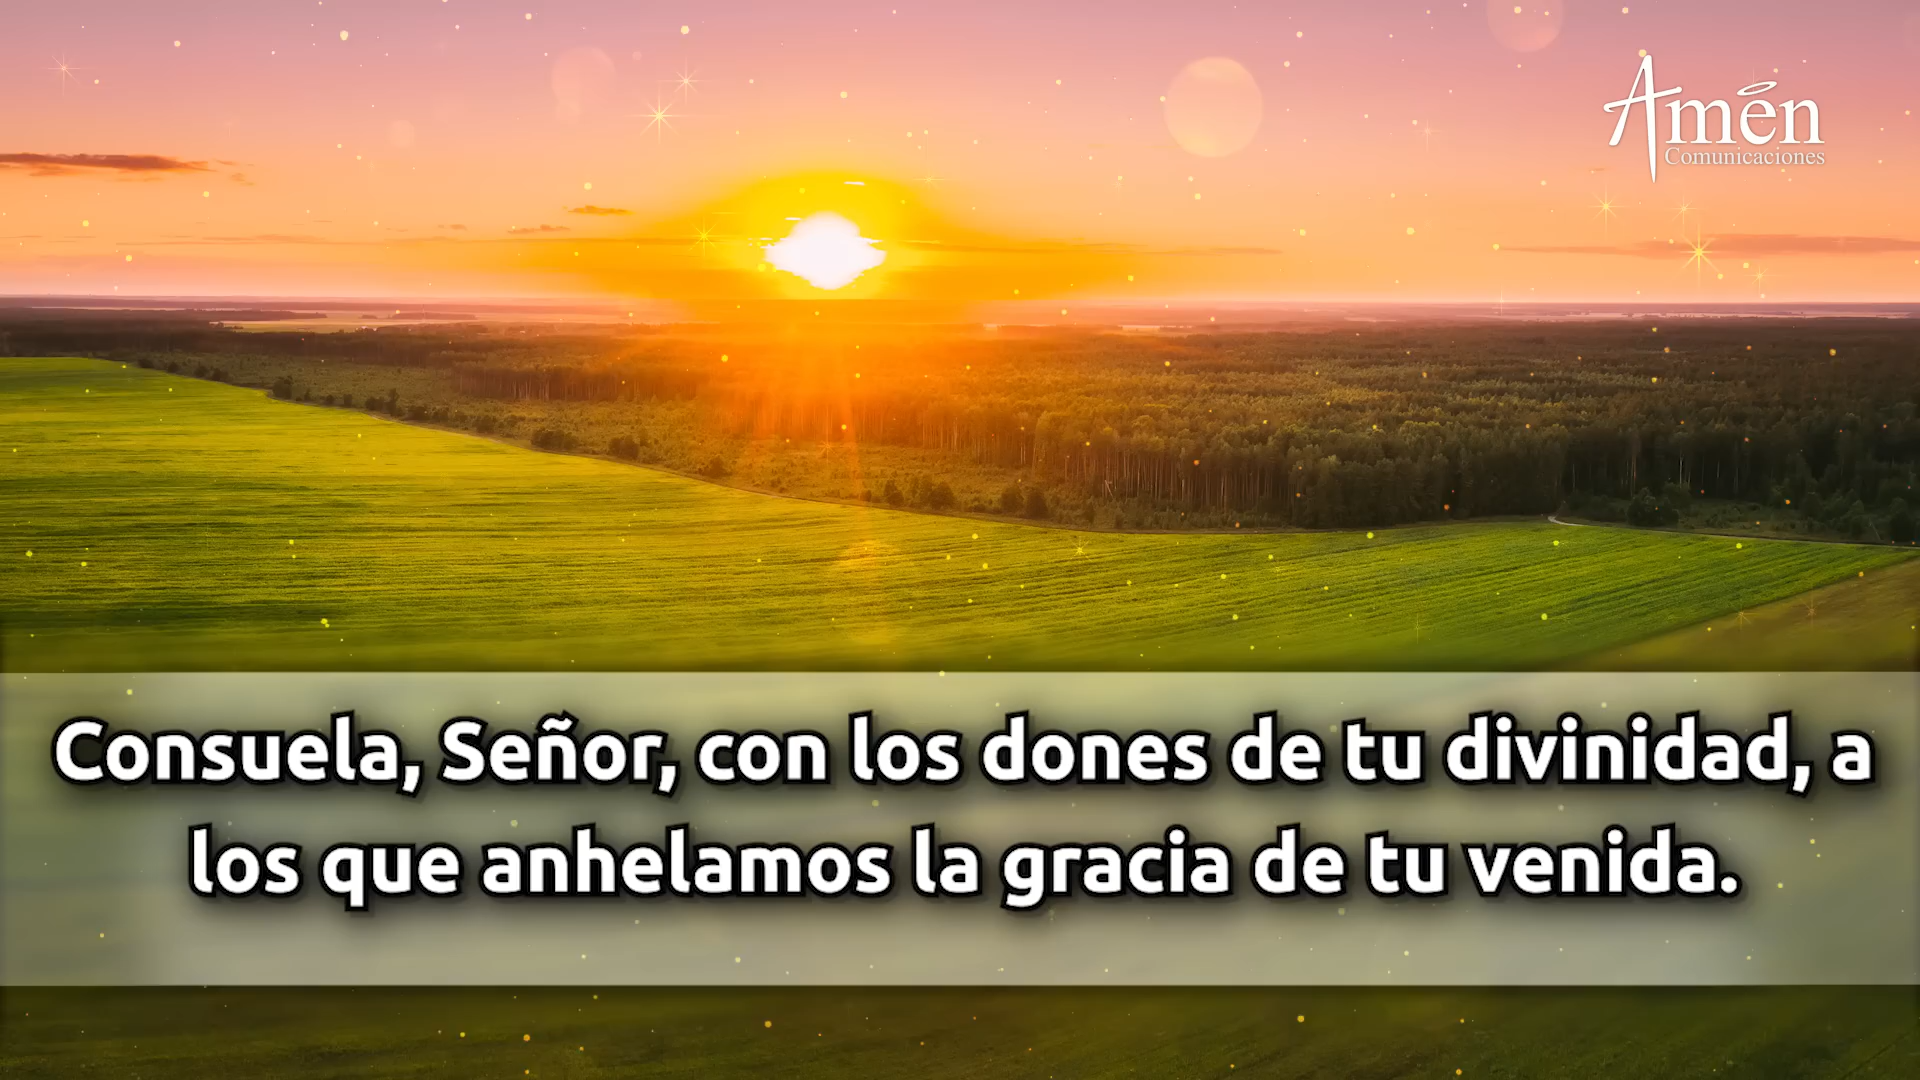 Amén
Comunicaciones
Consuela, Señor, con los dones de tu divinidad, a
los que anhelamos la gracia de tu venida.